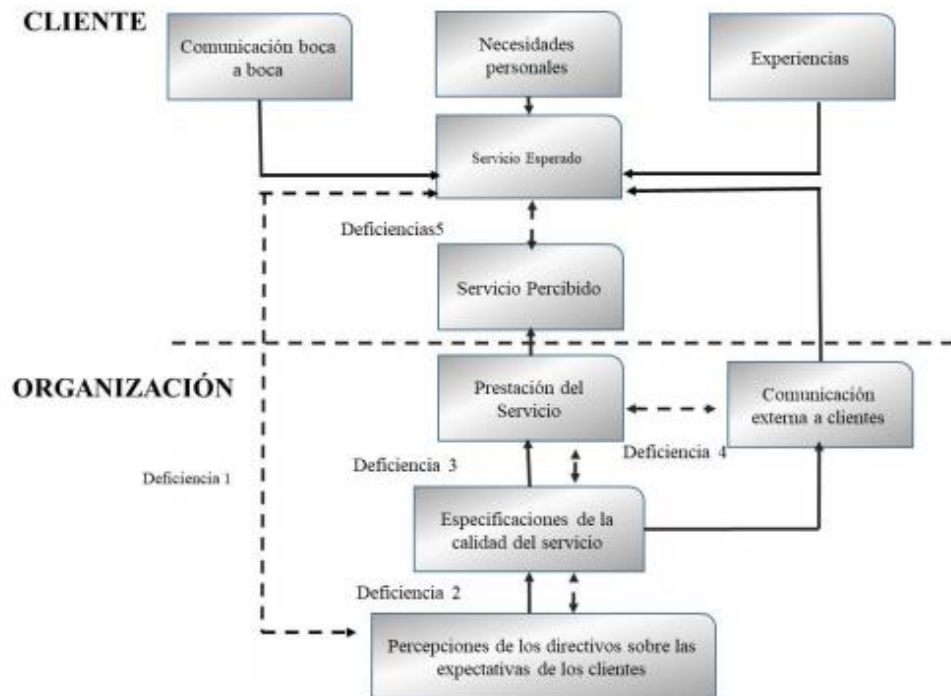 CLIENTE
Comunicación boca
a boca
Necesidades
personales
Experiencias
Servicio Esperado
Deficiencias5
Servicio Percibido
ORGANIZACIÓN
Prestación del
Servicio
Comunicación
externa a clientes
Deficiencia 1
Deficiencia 3
Deficiencia 4
Especificaciones de la
calidad del servicio
Deficiencia 2
Percepciones de los directivos sobre las
expectativas de los clientes